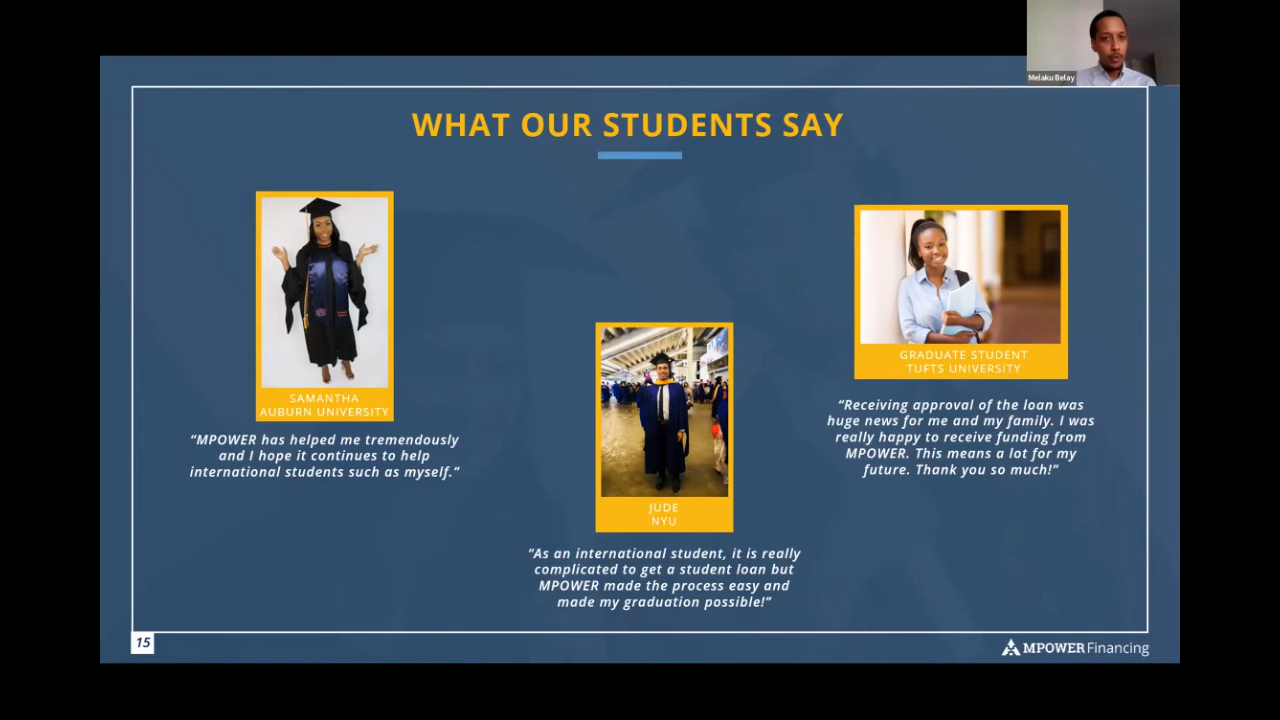 Melaku Belay
WHAT OUR STUDENTS SAY
SAMANTHA
AUBURN UNIVERSITY
“MPOWER has helped me tremendously
and I hope it continues to help
international students such as myself.”
JUDE
NYU
“As an international student, it is really
complicated to get a student loan but
MPOWER made the process easy and
made my graduation possible!”
GRADUATE STUDENT
TUFTS UNIVERSITY
“Receiving approval of the loan was
huge news for me and my family. I was
really happy to receive funding from
MPOWER. This means a lot for my
future. Thank you so much!”
15
MPOWER Financing